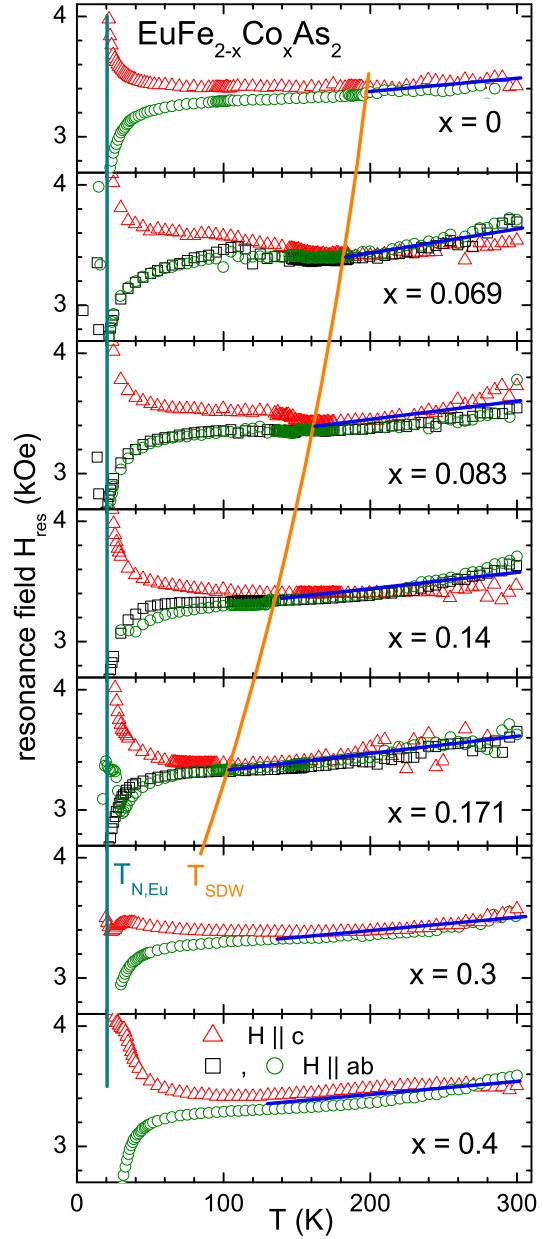 EuFe2-xCoxAs2
4
3
x = 0
4
3
x = 0.069
4
3
x = 0.083
4
3
x = 0.14
4
3
x = 0.171
TN,Eu
TSDW
4
3
x = 0.3
4
3
H || c
, H || ab
x = 0.4
0 100 200 300
T (K)
resonance field Hres (kOe)